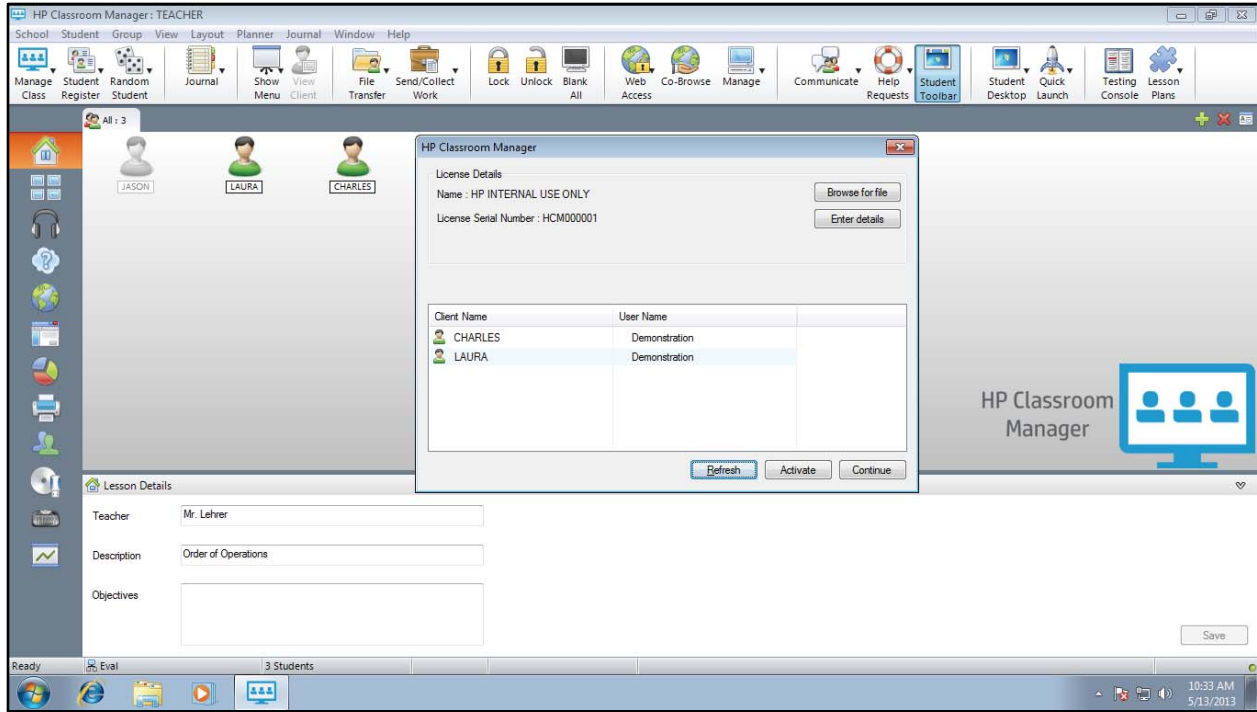 HP Classroom Manager : TEACHER
School Student Group View Layout Planner Journal Window Help
Manage Class
Student Register
Random Student
Journal
Show Menu
View Client
File Transfer
Send/Collect Work
Lock
Unlock
Blank All
Web Access
Co-Browse
Manage
Communicate
Help Requests
Student Toolbar
Student Desktop
Quick Launch
Testing Console
Lesson Plans
All : 3
JASON
LAURA
CHARLES
HP Classroom Manager
License Details
Name : HP INTERNAL USE ONLY
Browse for file
License Serial Number : HCM000001
Enter details
Client Name User Name
CHARLES Demonstration
LAURA Demonstration
Refresh Activate Continue
HP Classroom
Manager
Lesson Details
Teacher Mr. Lehrer
Description Order of Operations
Objectives
Save
Ready Eval 3 Students
10:33 AM
5/13/2013